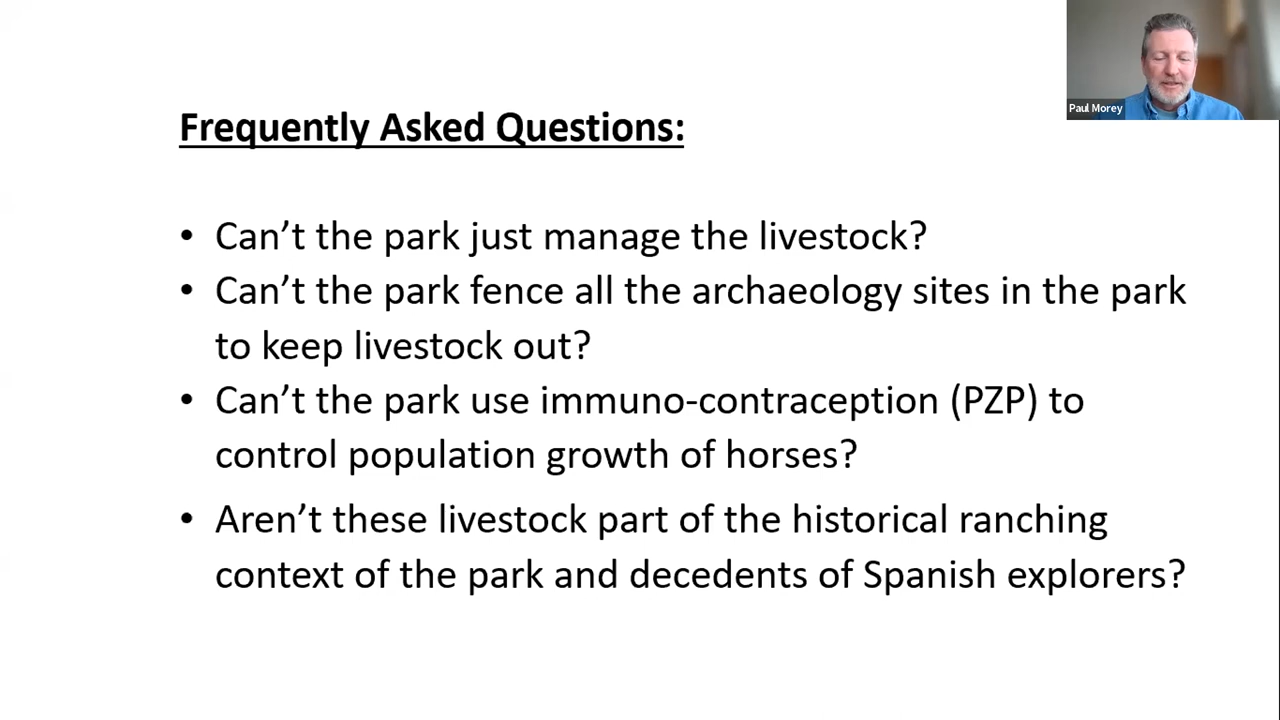 Paul Morey
Frequently Asked Questions:
• Can’t the park just manage the livestock?
• Can’t the park fence all the archaeology sites in the park
to keep livestock out?
• Can’t the park use immuno-contraception (PZP) to
control population growth of horses?
• Aren’t these livestock part of the historical ranching
context of the park and decedents of Spanish explorers?